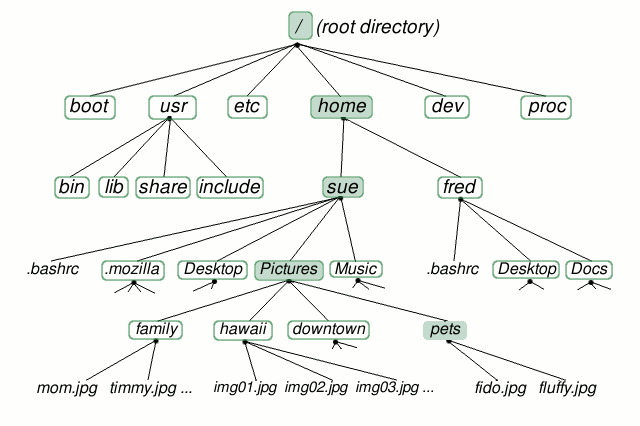 / (root directory)
boot usr etc home dev proc
bin lib share include sue fred
.bashrc .mozilla Desktop Pictures Music .bashrc Desktop Docs
family hawaii downtown pets
mom.jpg timmy.jpg ... img01.jpg img02.jpg img03.jpg ... fido.jpg fluffy.jpg